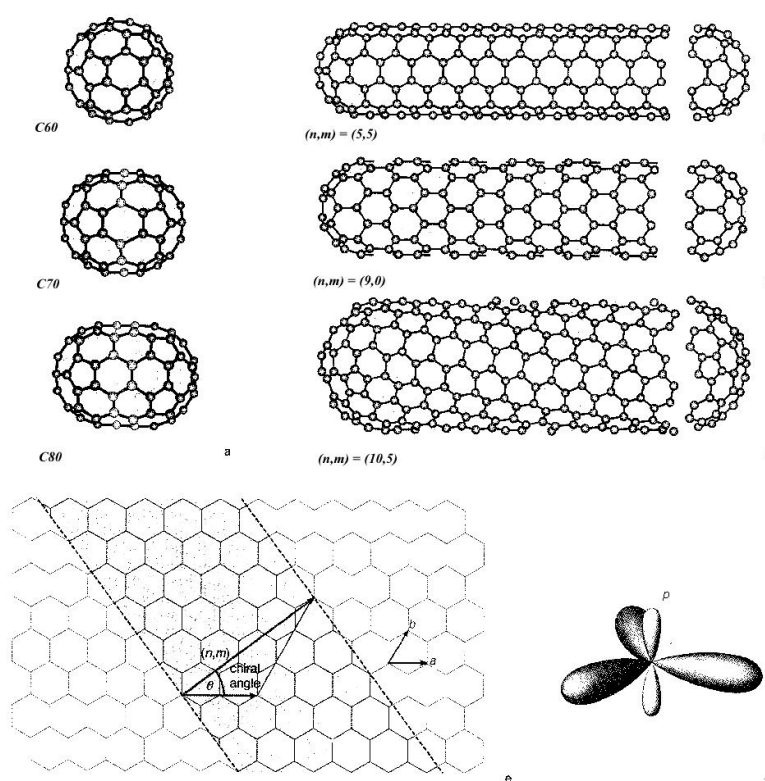 C60
(n,m) = (5,5)
C70
(n,m) = (9,0)
C80
a
(n,m) = (10,5)
p
b
(n,m)
a
chiral
θ
angle
e